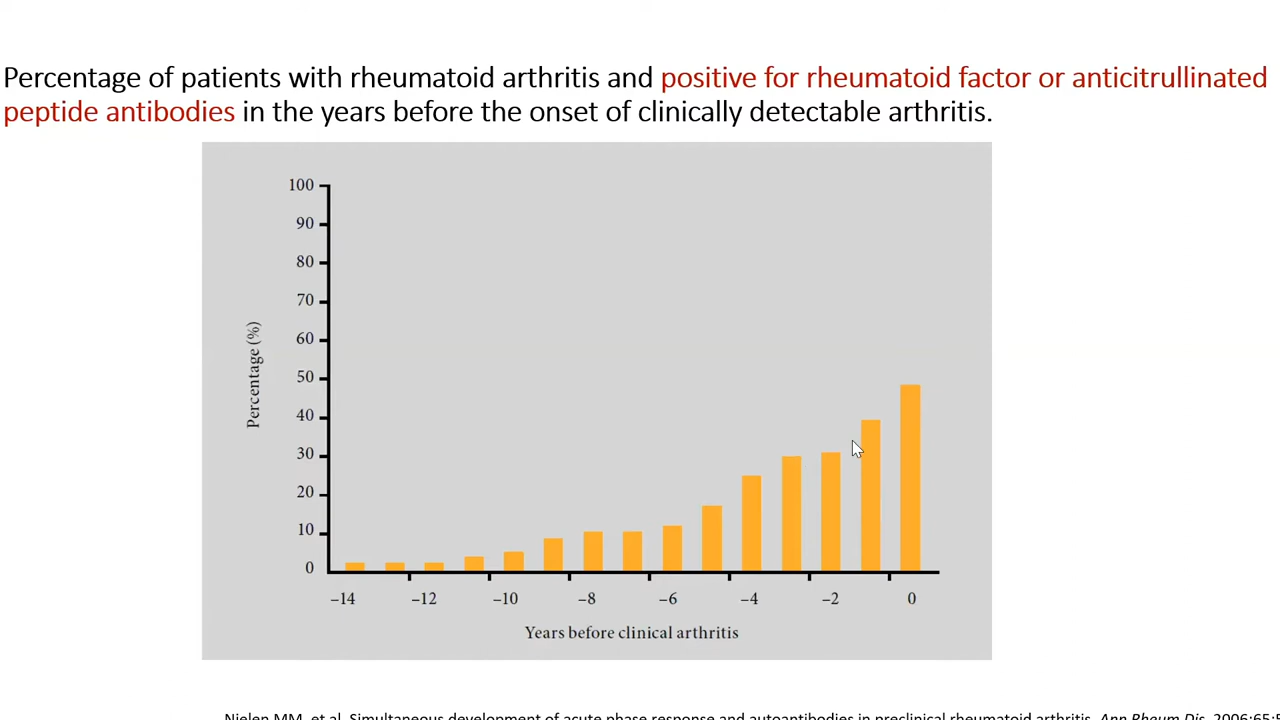 Percentage of patients with rheumatoid arthritis and positive for rheumatoid factor or anticitrullinated
peptide antibodies in the years before the onset of clinically detectable arthritis.
100
90
80
70
60
50
40
30
20
10
0
Percentage (%)
–14 –12 –10 –8 –6 –4 –2 0
Years before clinical arthritis
Nielen MM, et al. Simultaneous development of acute phase response and autoantibodies in preclinical rheumatoid arthritis. Ann Rheum Dis. 2006;65:5